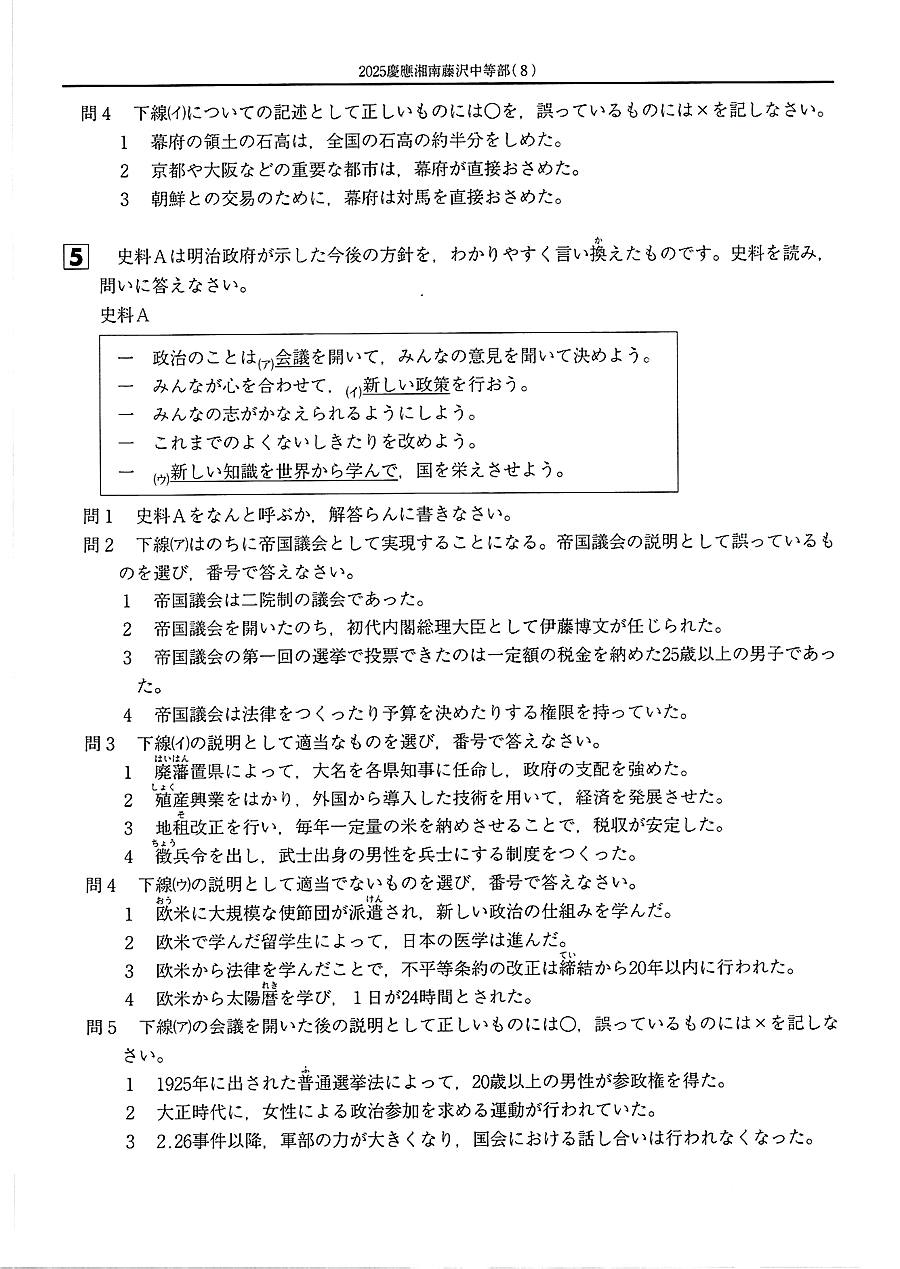 2025慶應湘南藤沢中等部(8)
問4 下線(イ)についての記述として正しいものには○を,誤っているものには×を記しなさい。
1 幕府の領土の石高は,全国の石高の約半分をしめた。
2 京都や大阪などの重要な都市は,幕府が直接おさめた。
3 朝鮮との交易のために,幕府は対馬を直接おさめた。
か
5 史料Aは明治政府が示した今後の方針を,わかりやすく言い換えたものです。史料を読み,
問いに答えなさい。
史料A
一 政治のことは(ア)会議を開いて,みんなの意見を聞いて決めよう。
一 みんなが心を合わせて,(イ)新しい政策を行おう。
一 みんなの志がかなえられるようにしよう。
一 これまでのよくないしきたりを改めよう。
一 (ウ)新しい知識を世界から学んで,国を栄えさせよう。
問1 史料Aをなんと呼ぶか,解答らんに書きなさい。
問2 下線(ア)はのちに帝国議会として実現することになる。帝国議会の説明として誤っているも
のを選び,番号で答えなさい。
1 帝国議会は二院制の議会であった。
2 帝国議会を開いたのち,初代内閣総理大臣として伊藤博文が任じられた。
3 帝国議会の第一回の選挙で投票できたのは一定額の税金を納めた25歳以上の男子であっ
た。
4 帝国議会は法律をつくったり予算を決めたりする権限を持っていた。
問3 下線(イ)の説明として適当なものを選び,番号で答えなさい。
はいはん
1 廃藩置県によって,大名を各県知事に任命し,政府の支配を強めた。
しょく
2 殖産興業をはかり,外国から導入した技術を用いて,経済を発展させた。
そ
3 地租改正を行い,毎年一定量の米を納めさせることで,税収が安定した。
ちょう
4 徴兵令を出し,武士出身の男性を兵士にする制度をつくった。
問4 下線(ウ)の説明として適当でないものを選び,番号で答えなさい。
おう けん
1 欧米に大規模な使節団が派遣され,新しい政治の仕組みを学んだ。
2 欧米で学んだ留学生によって,日本の医学は進んだ。
てい
3 欧米から法律を学んだことで,不平等条約の改正は締結から20年以内に行われた。
れき
4 欧米から太陽暦を学び,1日が24時間とされた。
問5 下線(ア)の会議を開いた後の説明として正しいものには○,誤っているものには×を記しな
さい。
ふ
1 1925年に出された普通選挙法によって,20歳以上の男性が参政権を得た。
2 大正時代に,女性による政治参加を求める運動が行われていた。
3 2.26事件以降,軍部の力が大きくなり,国会における話し合いは行われなくなった。